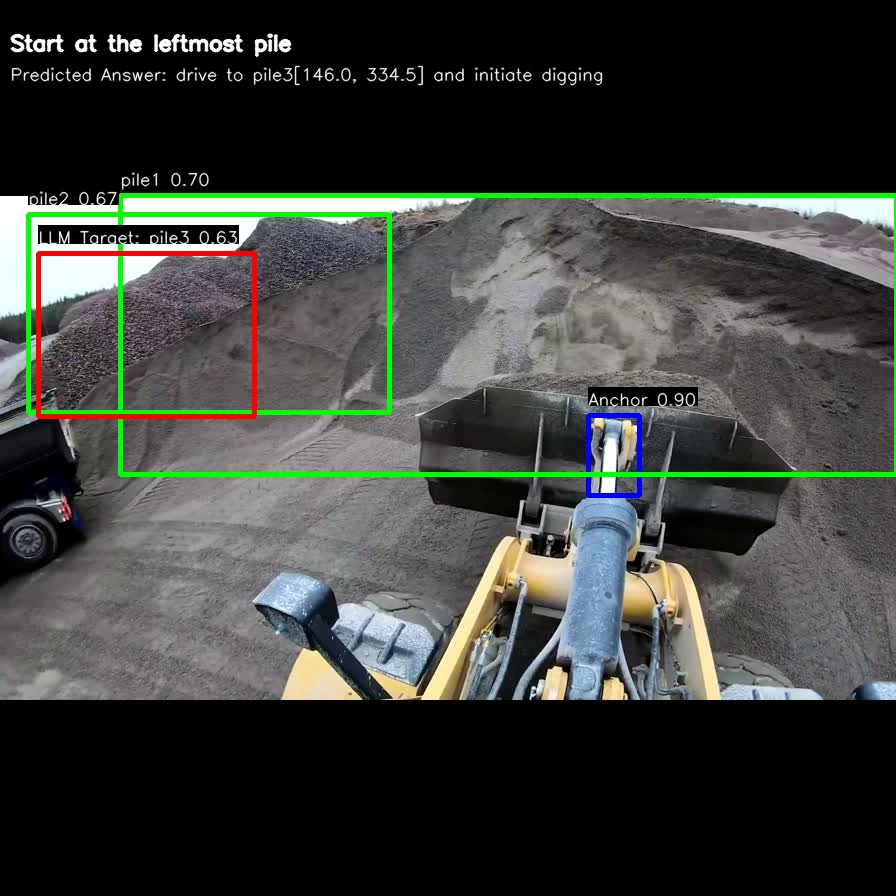 Start at the leftmost pile
Predicted Answer: drive to pile3[146.0, 334.5] and initiate digging
pile1 0.70
pile2 0.67
LLM Target: pile3 0.63
Anchor 0.90